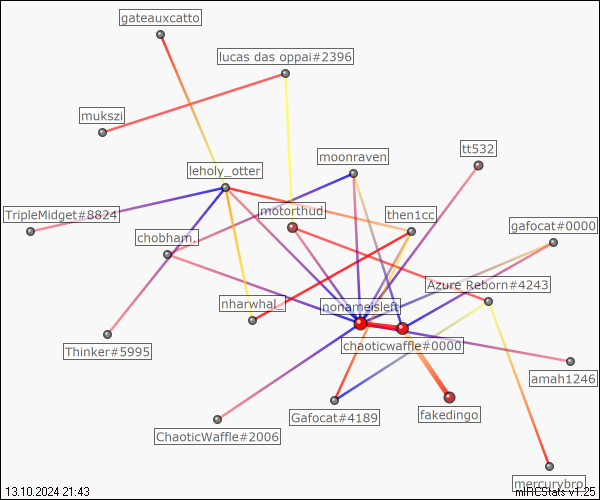 gateauxcatto
lucas das oppai#2396
mukszi
tt532
moonraven
leholy_otter
TripleMidget#8824
motorthud
then1cc
gafocat#0000
chobham.
Azure Reborn#4243
nharwhal_
nonameisleft
chaoticwaffle#0000
Thinker#5995
amah1246
Gafocat#4189
fakedingo
ChaoticWaffle#2006
mercurybro
13.10.2024 21:43
mIRCStats v1.25